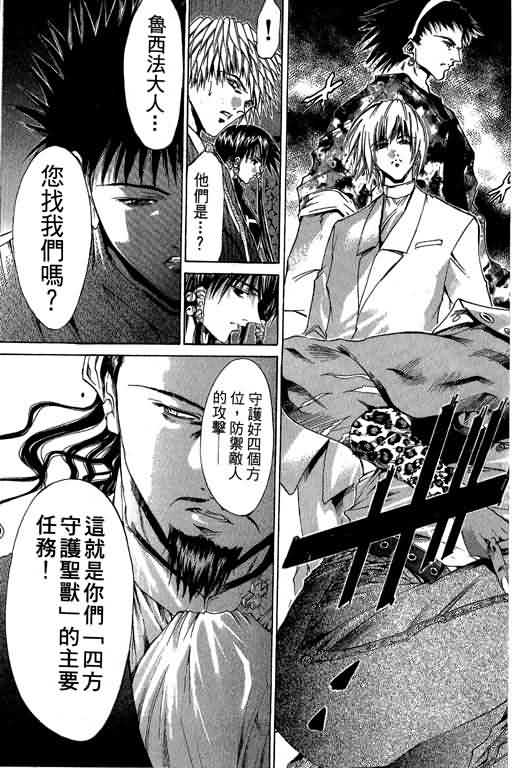 ！
他們是…？
魯西法大人…
您找我們嗎？
守護好四個方
位，防禦敵人
的攻擊——
這就是你們「四方
守護聖獸」的主要
任務！